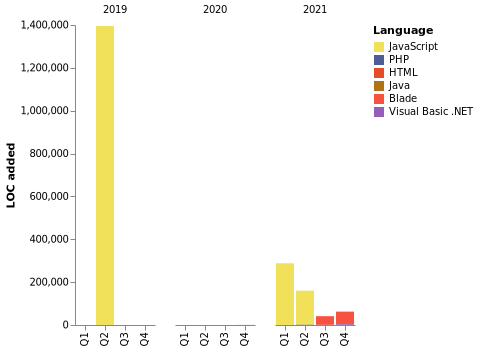 2019 2020 2021
1,400,000
1,200,000
1,000,000
800,000
600,000
400,000
200,000
0
LOC added
Q1 Q2 Q3 Q4 Q1 Q2 Q3 Q4 Q1 Q2 Q3 Q4
Language
JavaScript
PHP
HTML
Java
Blade
Visual Basic .NET